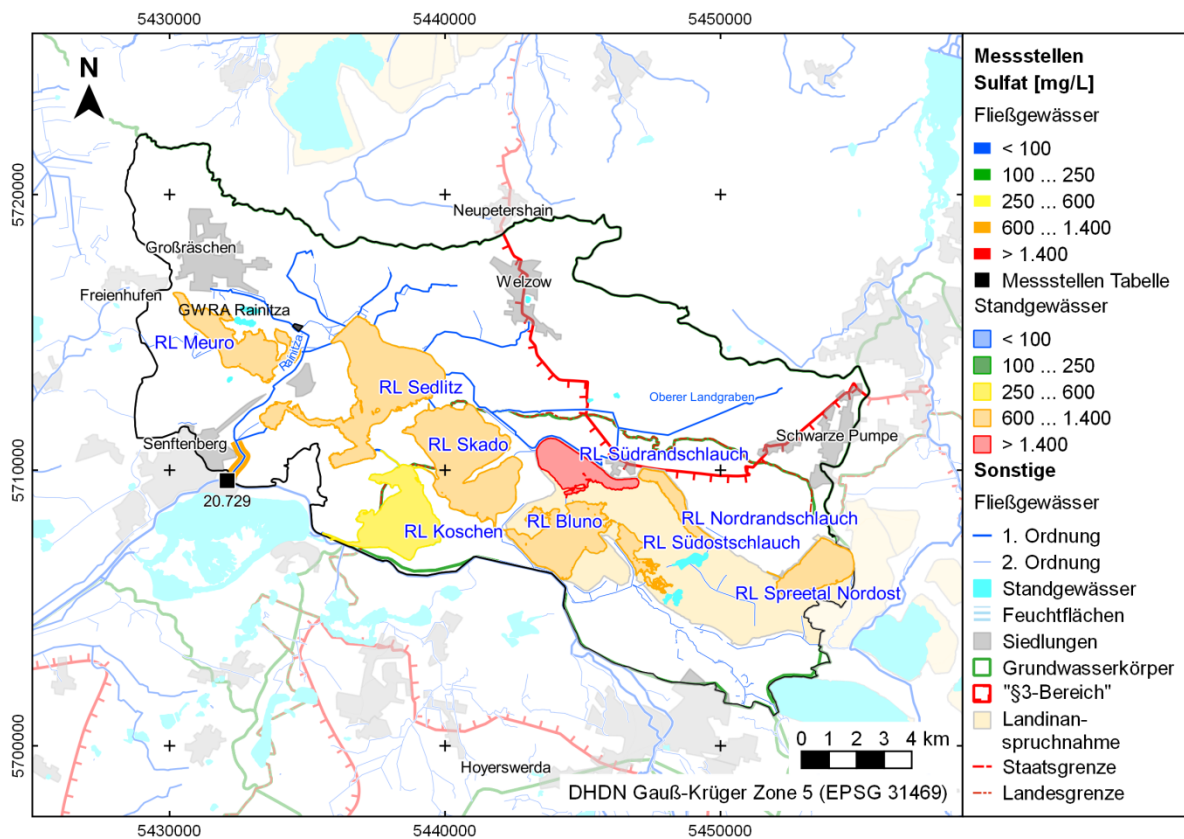 5430000 5440000 5450000
5720000
5710000
5700000
N
Neupetershain
Großräschen
Welzow
Freienhufen
GWRA Rainitza
RL Meuro
Rainitza
RL Sedlitz
Oberer Landgraben
Senftenberg
RL Skado
RL Südrandschlauch
Schwarze Pumpe
20.729
RL Koschen
RL Bluno
RL Nordrandschlauch
RL Südostschlauch
RL Spreetal Nordost
Hoyerswerda
0 1 2 3 4 km
DHDN Gauß-Krüger Zone 5 (EPSG 31469)
5430000 5440000 5450000
Messstellen
Sulfat [mg/L]
Fließgewässer
< 100
100 ... 250
250 ... 600
600 ... 1.400
> 1.400
Messstellen Tabelle
Standgewässer
< 100
100 ... 250
250 ... 600
600 ... 1.400
> 1.400
Sonstige
Fließgewässer
1. Ordnung
2. Ordnung
Standgewässer
Feuchtflächen
Siedlungen
Grundwasserkörper
"§3-Bereich"
Landinan-
spruchnahme
Staatsgrenze
Landesgrenze